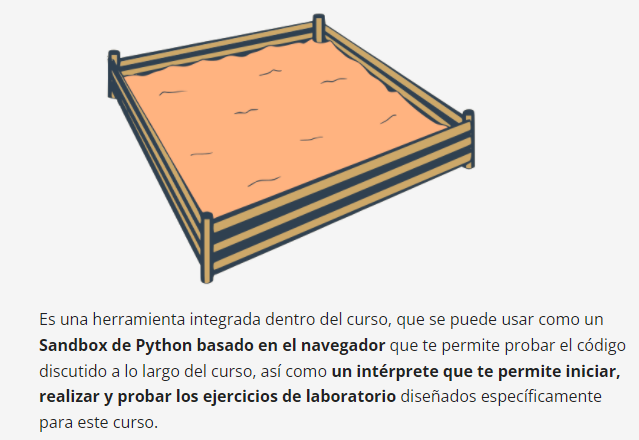 Es una herramienta integrada dentro del curso, que se puede usar como un
Sandbox de Python basado en el navegador que te permite probar el código
discutido a lo largo del curso, así como un intérprete que te permite iniciar,
realizar y probar los ejercicios de laboratorio diseñados específicamente
para este curso.